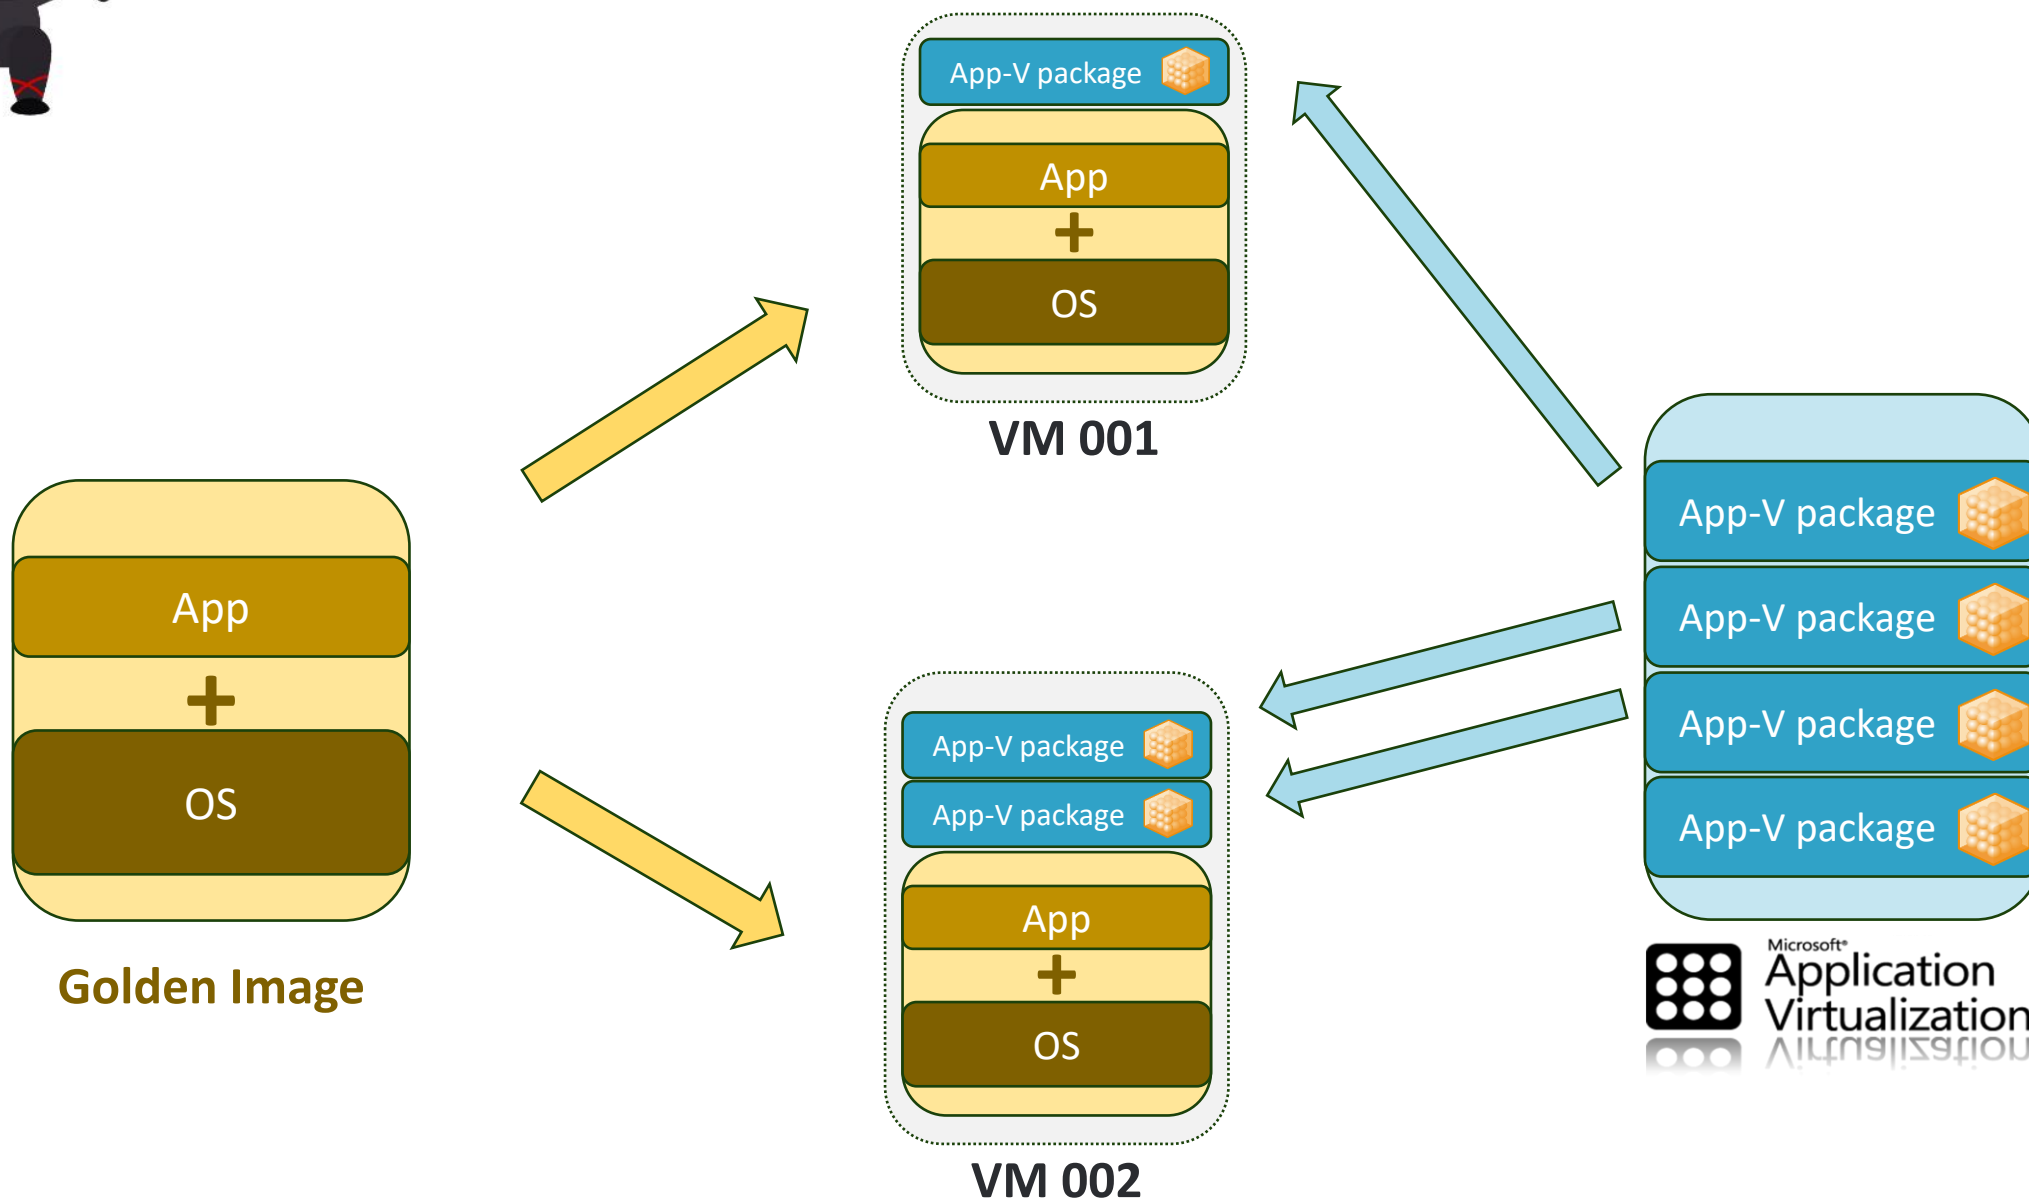 App-V package
App
+
OS
VM 001
App
+
OS
Golden Image
App-V package
App-V package
App
+
OS
VM 002
App-V package
App-V package
App-V package
App-V package
Microsoft®
Application
Virtualization